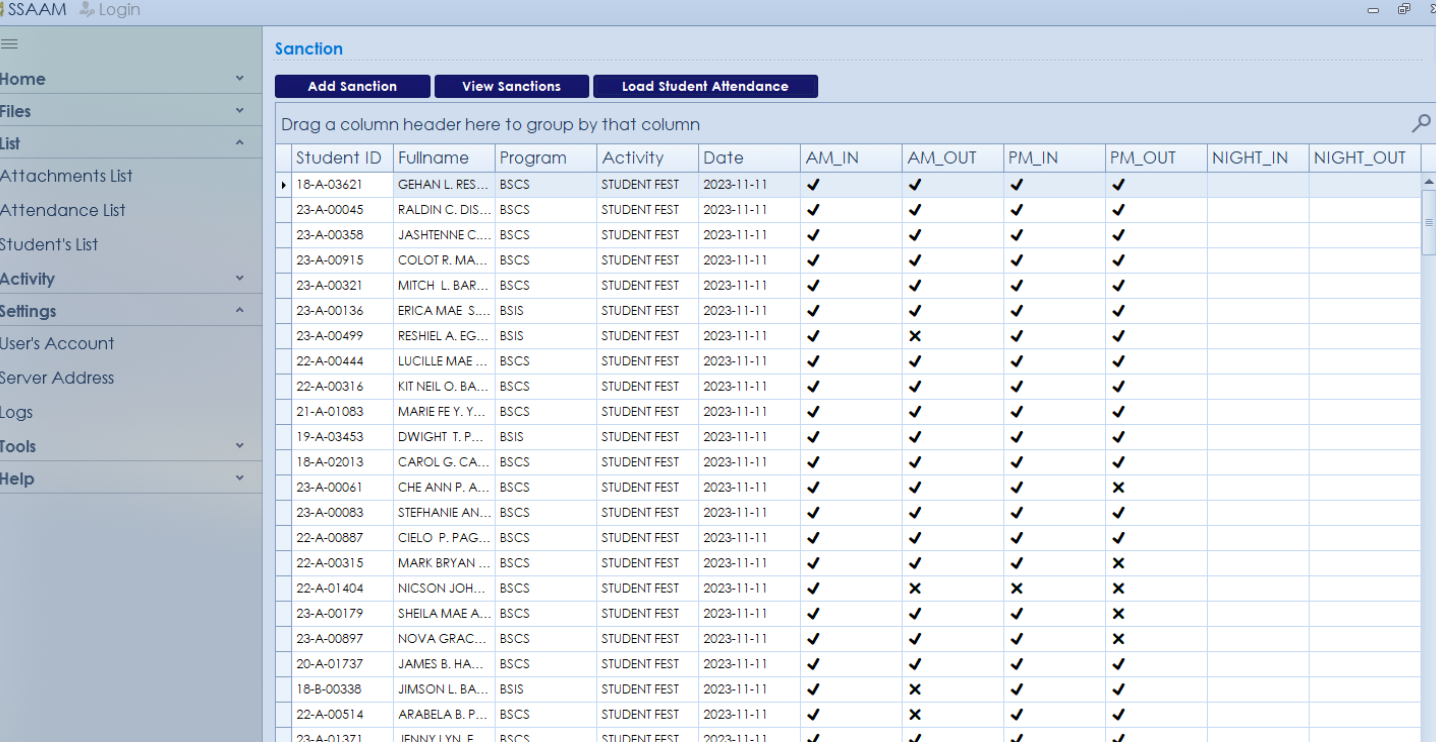 SSAAM Login
Home
Files
List
Attachments List
Attendance List
Student's List
Activity
Settings
User's Account
Server Address
Logs
Tools
Help
Sanction
Add Sanction View Sanctions Load Student Attendance
Drag a column header here to group by that column
Student ID Fullname Program Activity Date AM_IN AM_OUT PM_IN PM_OUT NIGHT_IN NIGHT_OUT
18-A-03621 GEHAN L. RES... BSCS STUDENT FEST 2023-11-11 ✔ ✔ ✔ ✔
23-A-00045 RALDIN C. DIS... BSCS STUDENT FEST 2023-11-11 ✔ ✔ ✔ ✔
23-A-00358 JASHTENNE C.... BSCS STUDENT FEST 2023-11-11 ✔ ✔ ✔ ✔
23-A-00915 COLOT R. MA... BSCS STUDENT FEST 2023-11-11 ✔ ✔ ✔ ✔
23-A-00321 MITCH L. BAR... BSCS STUDENT FEST 2023-11-11 ✔ ✔ ✔ ✔
23-A-00136 ERICA MAE S.... BSIS STUDENT FEST 2023-11-11 ✔ ✔ ✔ ✔
23-A-00499 RESHIEL A. EG... BSIS STUDENT FEST 2023-11-11 ✔ ✖ ✔ ✔
22-A-00444 LUCILLE MAE ... BSCS STUDENT FEST 2023-11-11 ✔ ✔ ✔ ✔
22-A-00316 KIT NEIL O. BA... BSCS STUDENT FEST 2023-11-11 ✔ ✔ ✔ ✔
21-A-01083 MARIE FE Y. Y... BSCS STUDENT FEST 2023-11-11 ✔ ✔ ✔ ✔
19-A-03453 DWIGHT T. P... BSIS STUDENT FEST 2023-11-11 ✔ ✔ ✔ ✔
18-A-02013 CAROL G. CA... BSCS STUDENT FEST 2023-11-11 ✔ ✔ ✔ ✔
23-A-00061 CHE ANN P. A... BSCS STUDENT FEST 2023-11-11 ✔ ✔ ✔ ✖
23-A-00083 STEFHANIE AN... BSCS STUDENT FEST 2023-11-11 ✔ ✔ ✔ ✔
22-A-00887 CIELO P. PAG... BSCS STUDENT FEST 2023-11-11 ✔ ✔ ✔ ✔
22-A-00315 MARK BRYAN ... BSCS STUDENT FEST 2023-11-11 ✔ ✔ ✔ ✖
22-A-01404 NICSON JOH... BSCS STUDENT FEST 2023-11-11 ✔ ✖ ✖ ✖
23-A-00179 SHEILA MAE A... BSCS STUDENT FEST 2023-11-11 ✔ ✔ ✔ ✖
23-A-00897 NOVA GRAC... BSCS STUDENT FEST 2023-11-11 ✔ ✔ ✔ ✖
20-A-01737 JAMES B. HA... BSCS STUDENT FEST 2023-11-11 ✔ ✔ ✔ ✔
18-B-00338 JIMSON L. BA... BSIS STUDENT FEST 2023-11-11 ✔ ✖ ✔ ✔
22-A-00514 ARABELA B. P... BSCS STUDENT FEST 2023-11-11 ✔ ✖ ✔ ✔
23-A-01371 JENNY LYN BSCS STUDENT FEST 2023-11-11 ✔ ✔ ✔ ✔